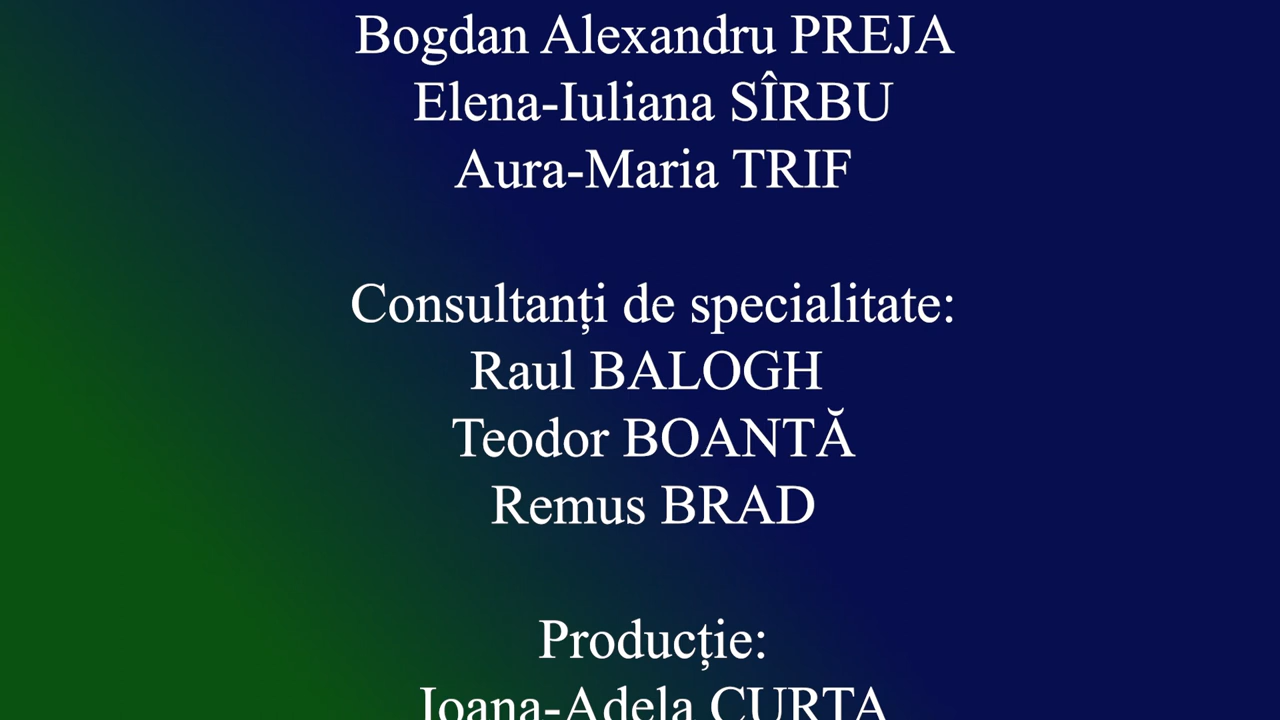 Bogdan Alexandru PREJA
Elena-Iuliana SÎRBU
Aura-Maria TRIF
Consultanți de specialitate:
Raul BALOGH
Teodor BOANTĂ
Remus BRAD
Producție:
Ioana-Adela CURTA